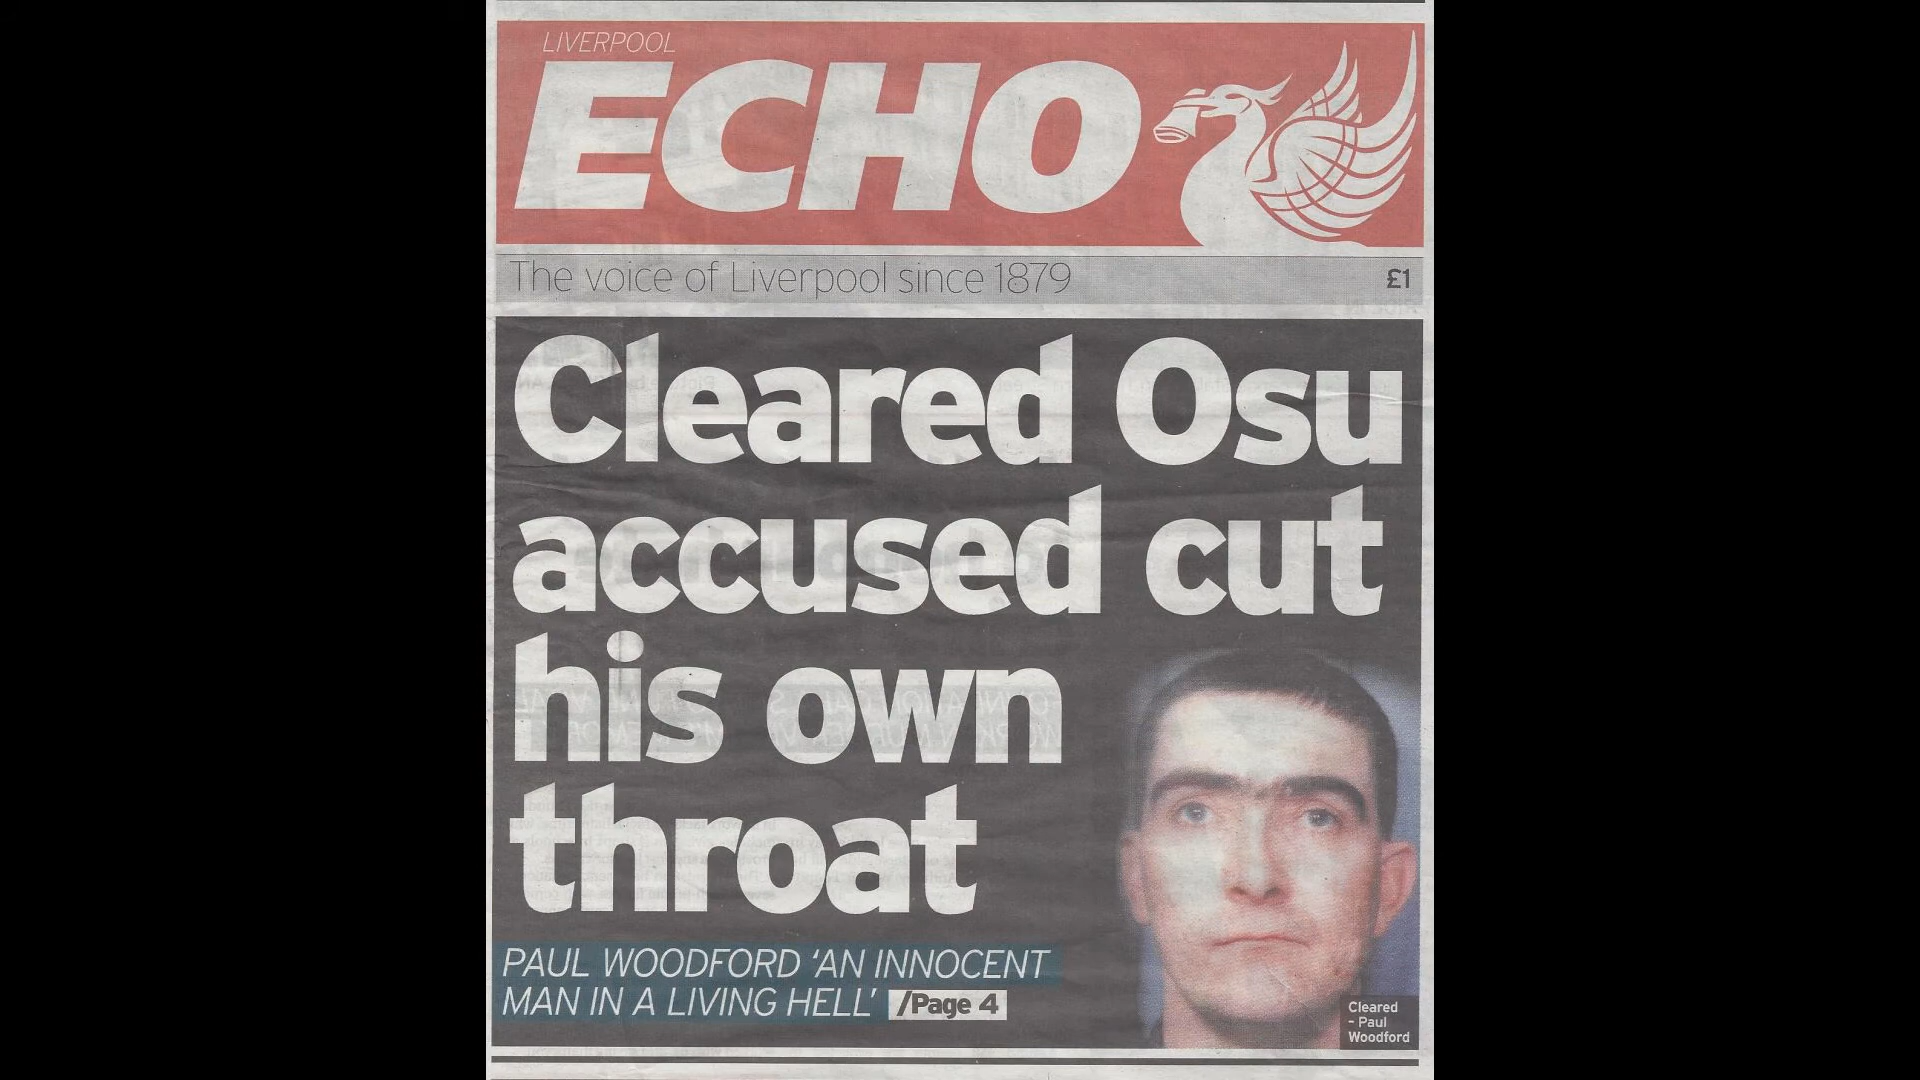 LIVERPOOL
ECHO
The voice of Liverpool since 1879
£1
Cleared Osu
accused cut
his own
throat
PAUL WOODFORD ‘AN INNOCENT
MAN IN A LIVING HELL’ /Page 4
Cleared
- Paul
Woodford